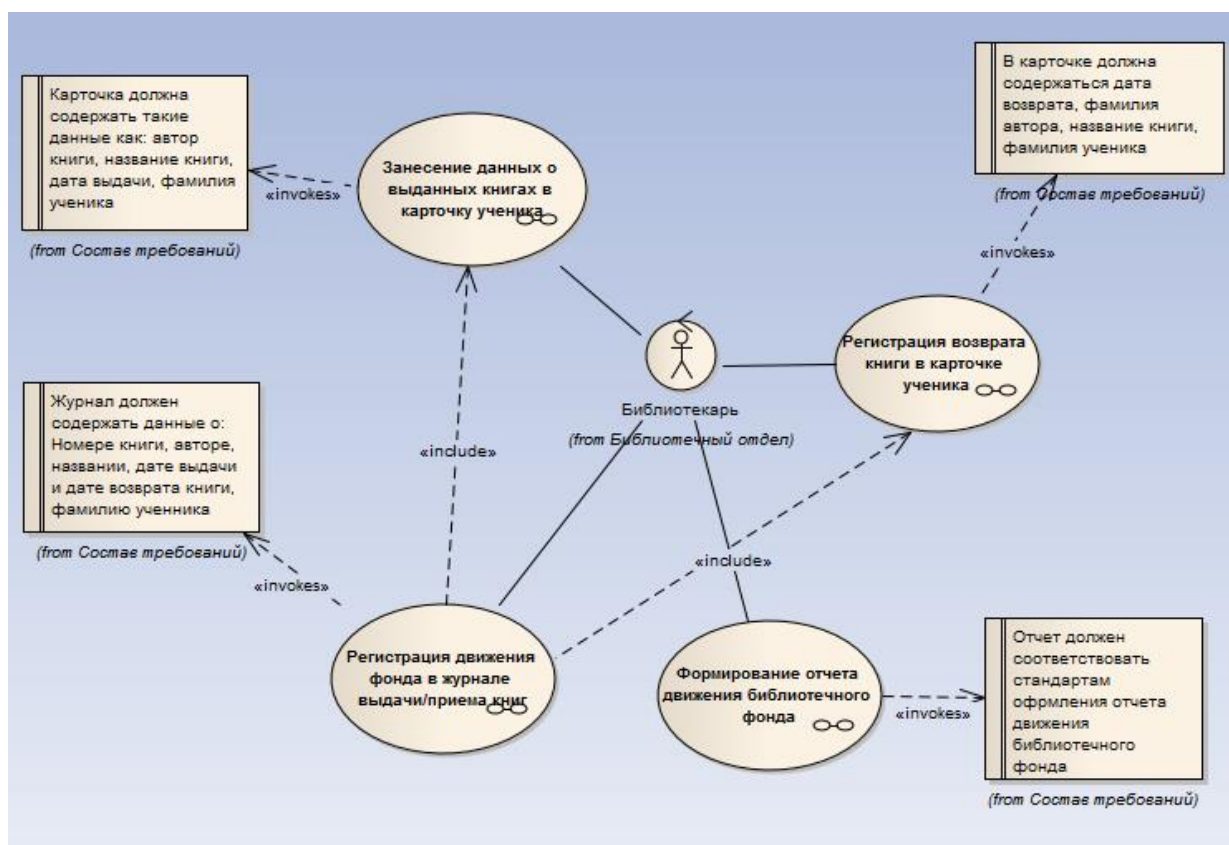 Карточка должна
содержать такие
данные как: автор
книги, название книги,
дата выдачи, фамилия
ученика
(from Состав требований)
«invokes»
Занесение данных о
выданных книгах в
карточку ученика
В карточке должна
содержаться дата
возврата, фамилия
автора, название книги,
фамилия ученика
(from Состав требований)
«invokes»
Регистрация возврата
книги в карточке
ученика
Библиотекарь
(from Библиотечный отдел)
Журнал должен
содержать данные о:
Номере книги, авторе,
названии, дате выдачи
и дате возврата книги,
фамилию ученника
(from Состав требований)
«invokes»
«include»
«include»
Регистрация движения
фонда в журнале
выдачи/приема книг
Формирование отчета
движения библиотечного
фонда
«invokes»
Отчет должен
соответствовать
стандартам
офрмления отчета
движения
библиотечного
фонда
(from Состав требований)